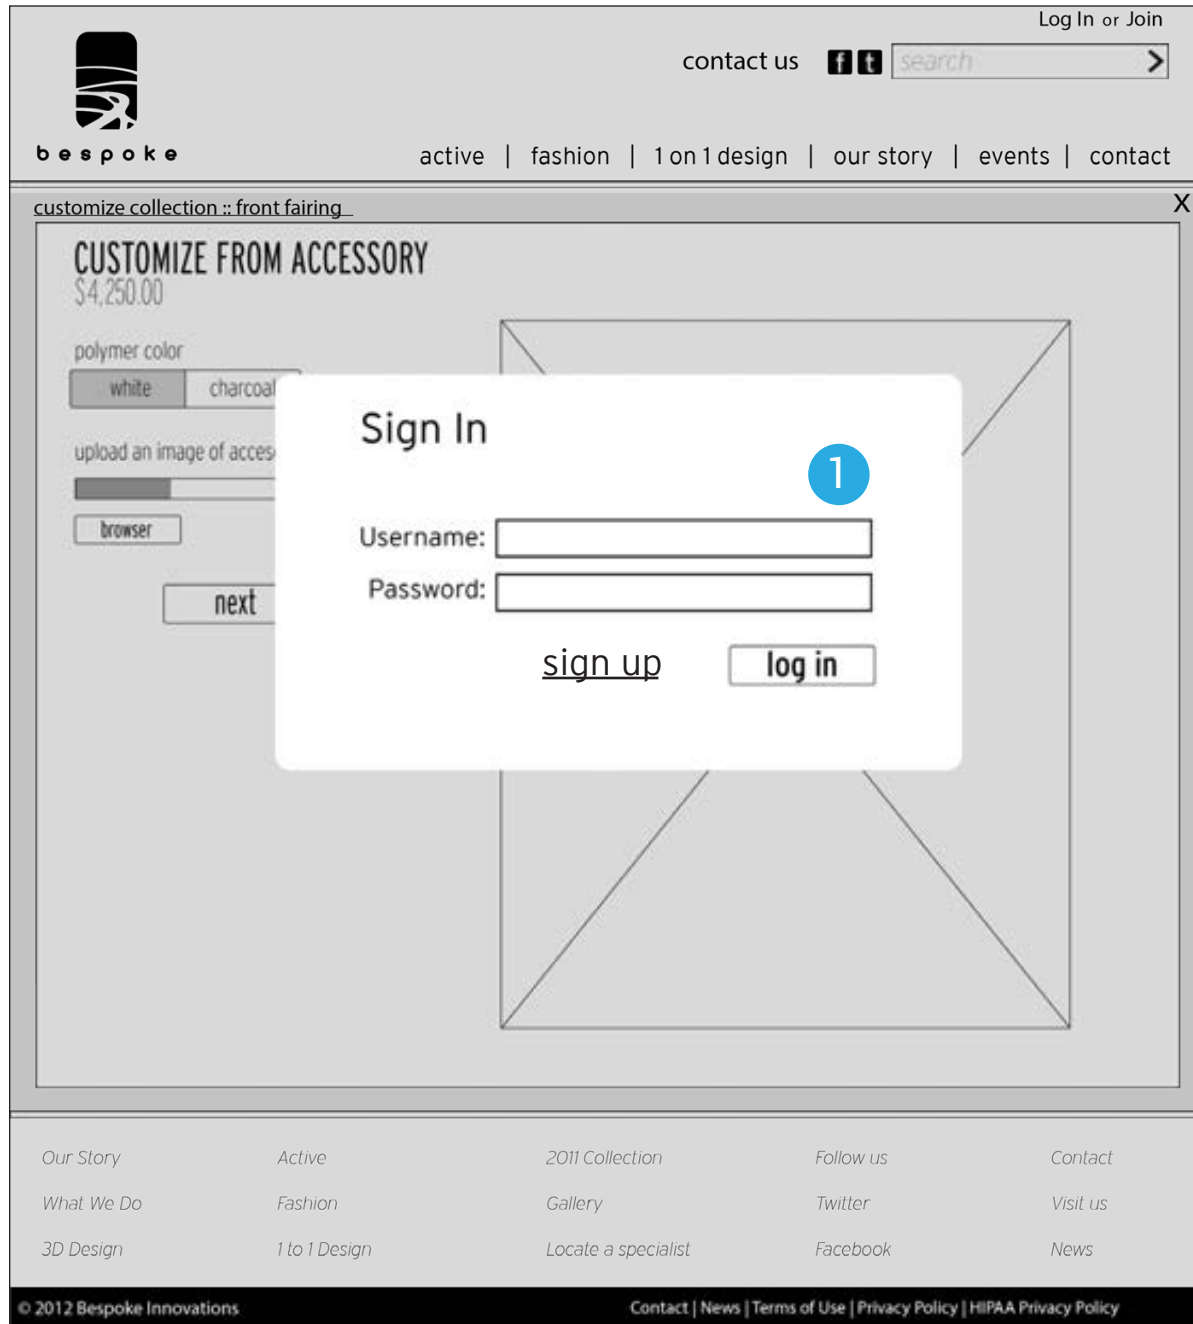 Log In or Join
contact us f t search >
bespoke
active | fashion | 1 on 1 design | our story | events | contact
customize collection :: front fairing
X
CUSTOMIZE FROM ACCESSORY
$4,250.00
polymer color
white charcoal
upload an image of acces
browser
next
Sign In
1
Username:
Password:
sign up log in
Our Story Active 2011 Collection Follow us Contact
What We Do Fashion Gallery Twitter Visit us
3D Design 1 to 1 Design Locate a specialist Facebook News
© 2012 Bespoke Innovations Contact | News | Terms of Use | Privacy Policy | HIPAA Privacy Policy